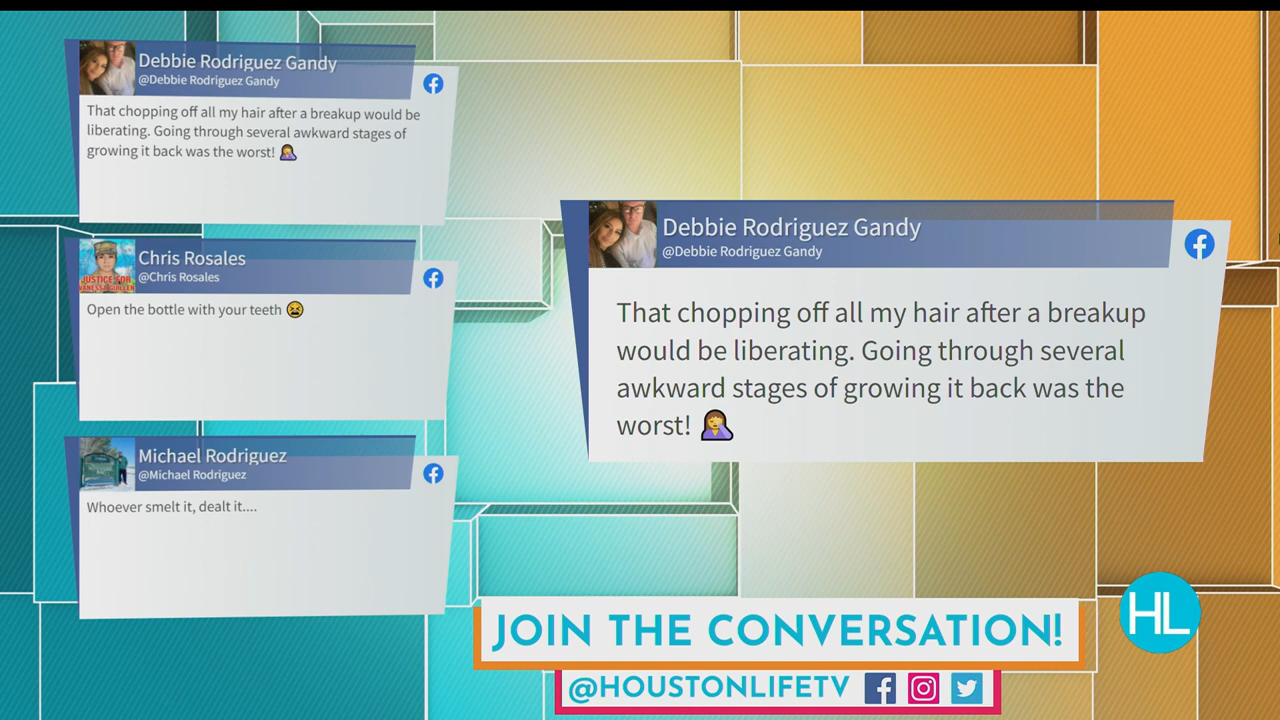 Debbie Rodriguez Gandy
@Debbie Rodriguez Gandy
That chopping off all my hair after a breakup would be
liberating. Going through several awkward stages of
growing it back was the worst! 🤦‍♀️
Chris Rosales
@Chris Rosales
JUSTICE FOR
VANESSA GUILLEN
Open the bottle with your teeth 😫
Michael Rodriguez
@Michael Rodriguez
Whoever smelt it, dealt it....
Debbie Rodriguez Gandy
@Debbie Rodriguez Gandy
That chopping off all my hair after a breakup
would be liberating. Going through several
awkward stages of growing it back was the
worst! 🤦‍♀️
JOIN THE CONVERSATION!
HL
@HOUSTONLIFETV